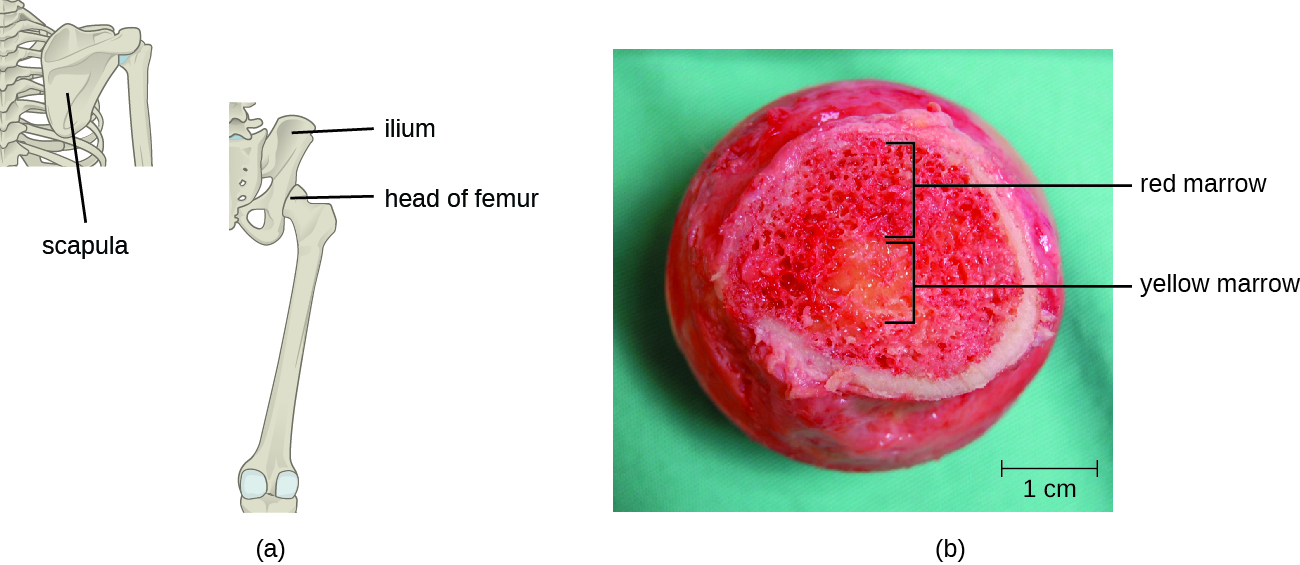 scapula
ilium
head of femur
(a)
red marrow
yellow marrow
1 cm
(b)